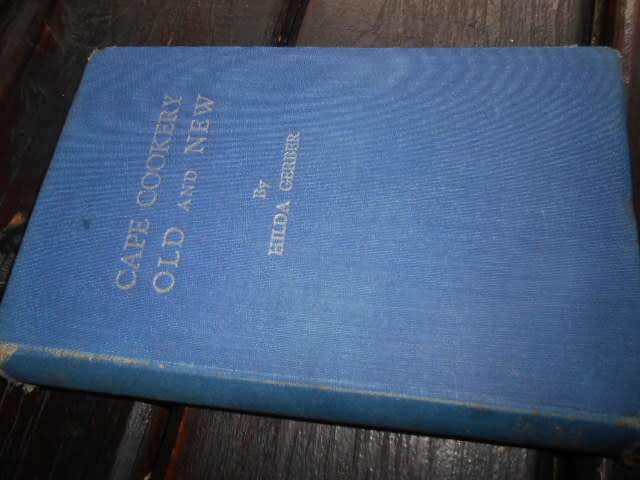 CAPE COOKERY
OLD AND NEW
By
HILDA GERBER